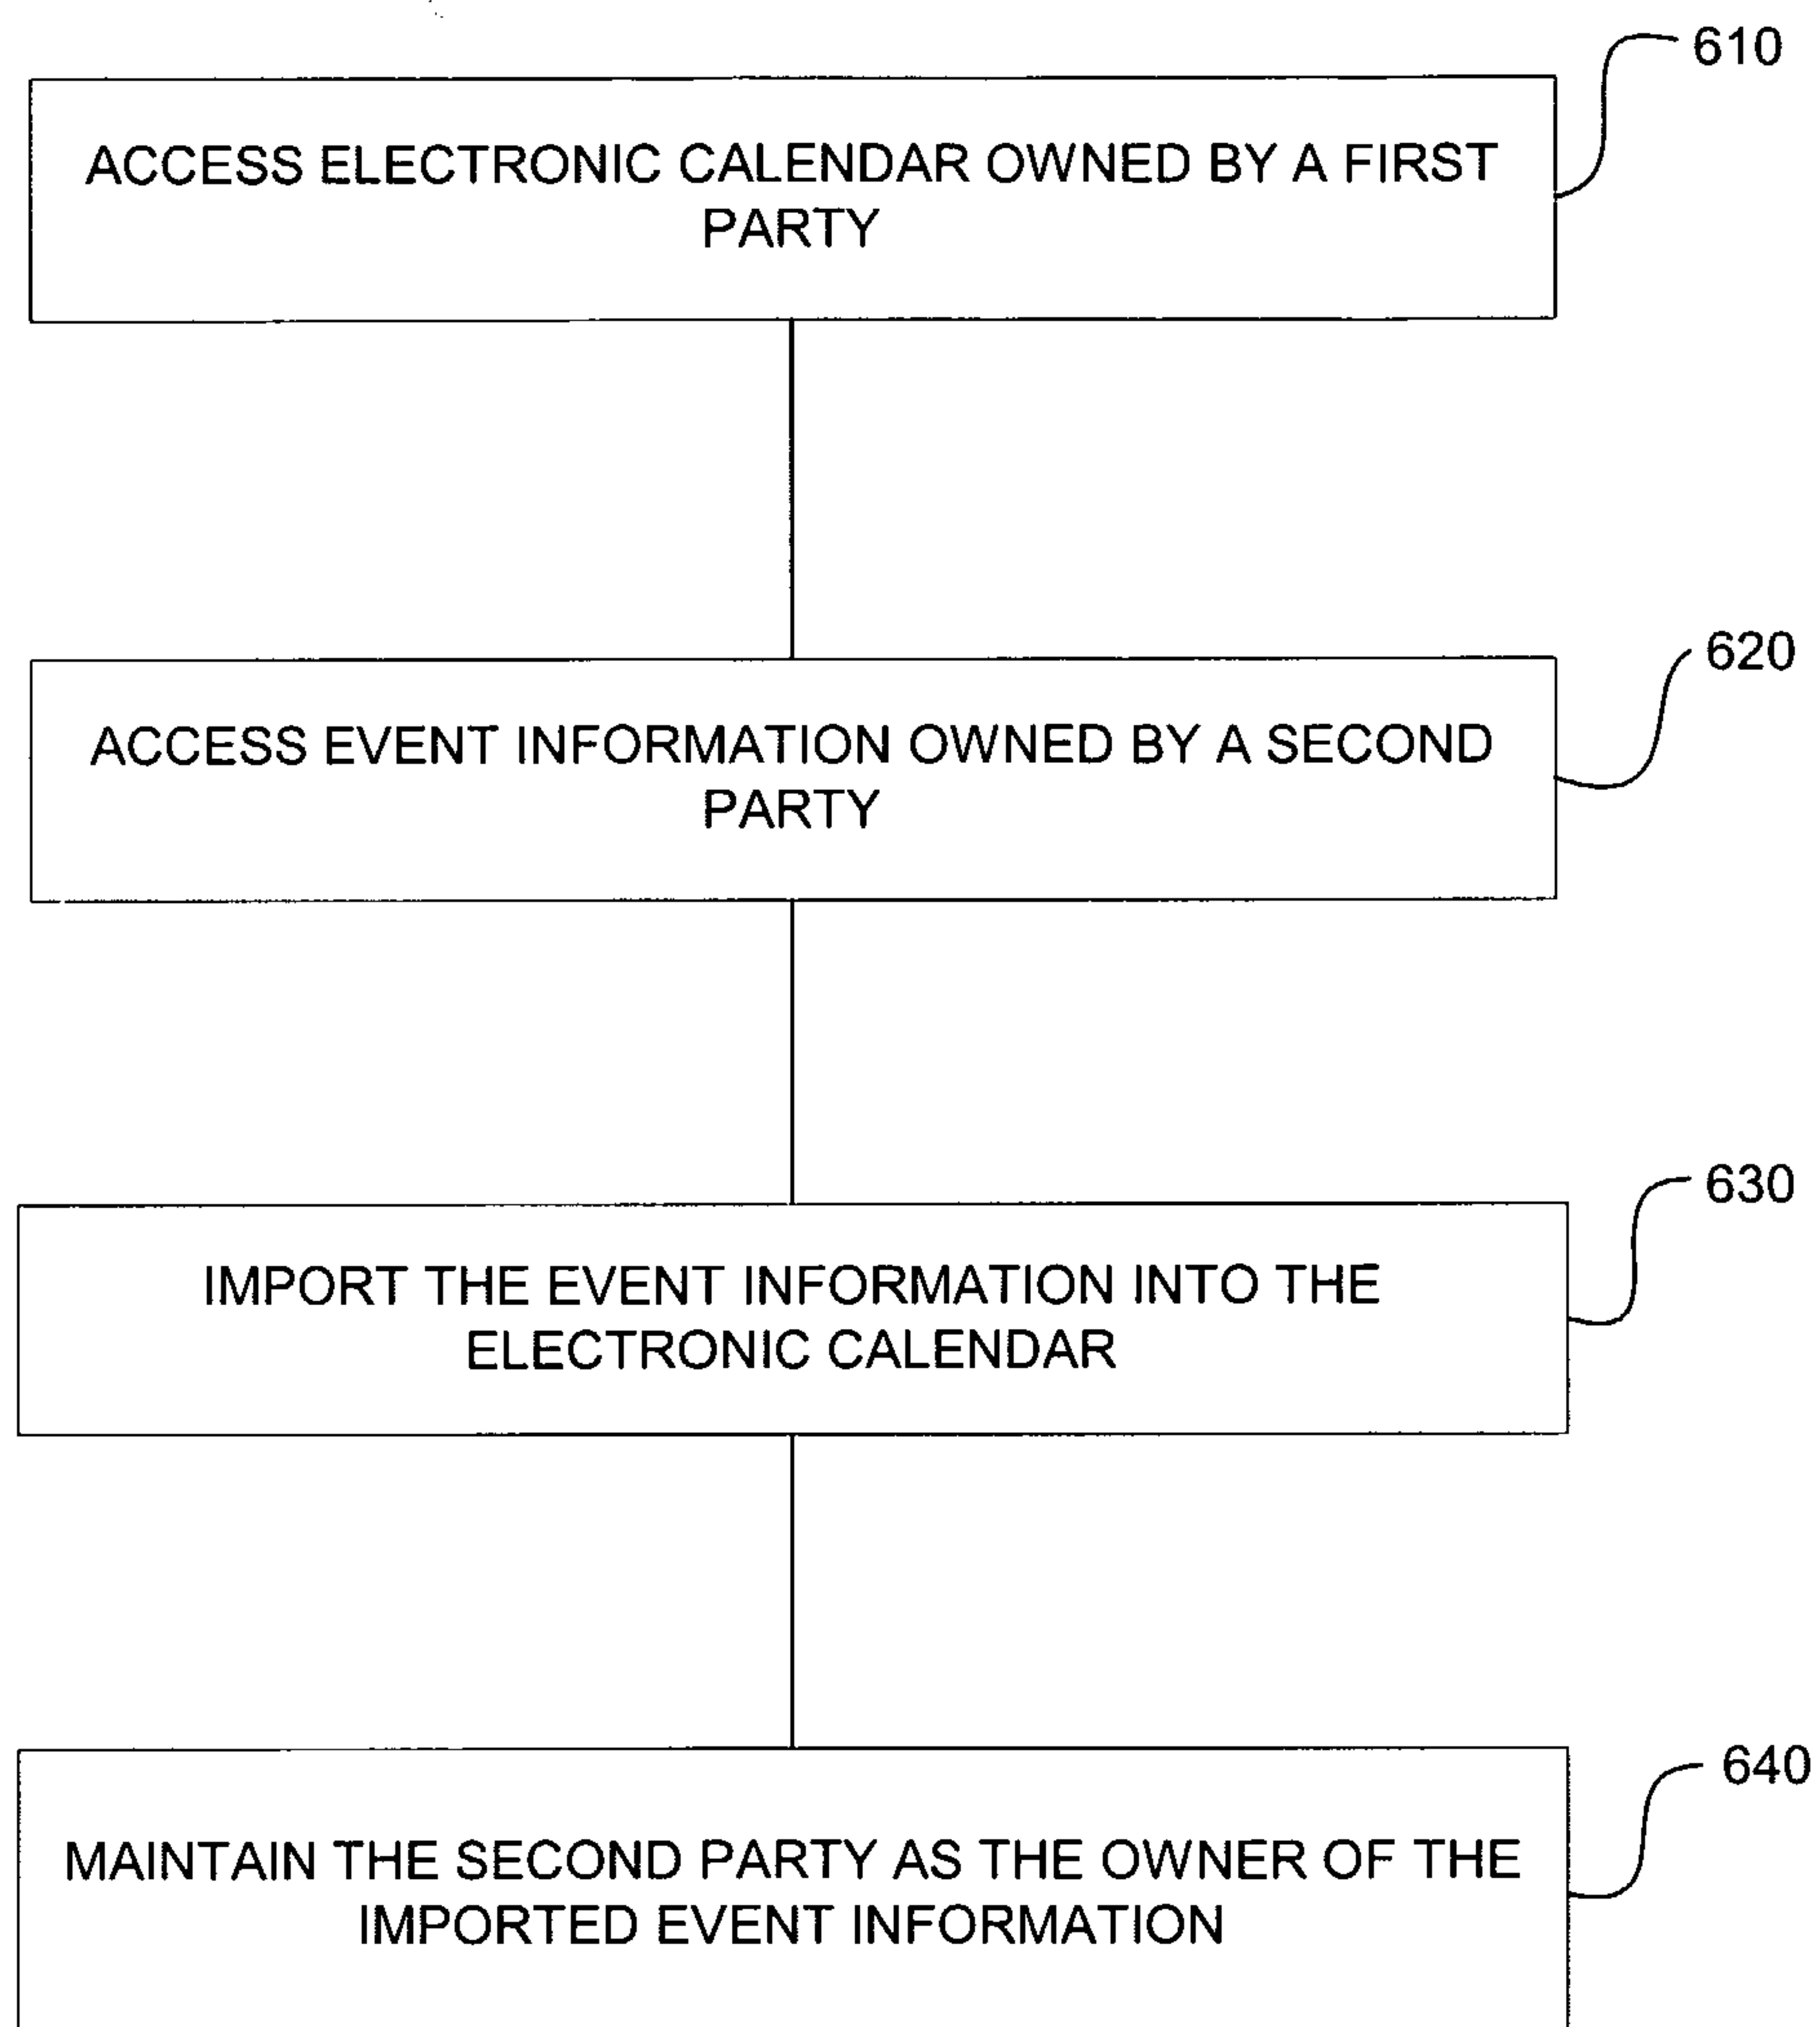 610
ACCESS ELECTRONIC CALENDAR OWNED BY A FIRST
PARTY
620
ACCESS EVENT INFORMATION OWNED BY A SECOND
PARTY
630
IMPORT THE EVENT INFORMATION INTO THE
ELECTRONIC CALENDAR
640
MAINTAIN THE SECOND PARTY AS THE OWNER OF THE
IMPORTED EVENT INFORMATION